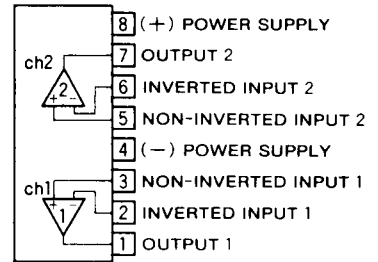 8 (+) POWER SUPPLY
7 OUTPUT 2
ch2
6 INVERTED INPUT 2
2
+ −
5 NON-INVERTED INPUT 2
4 (−) POWER SUPPLY
3 NON-INVERTED INPUT 1
ch1
+ −
1
2 INVERTED INPUT 1
1 OUTPUT 1